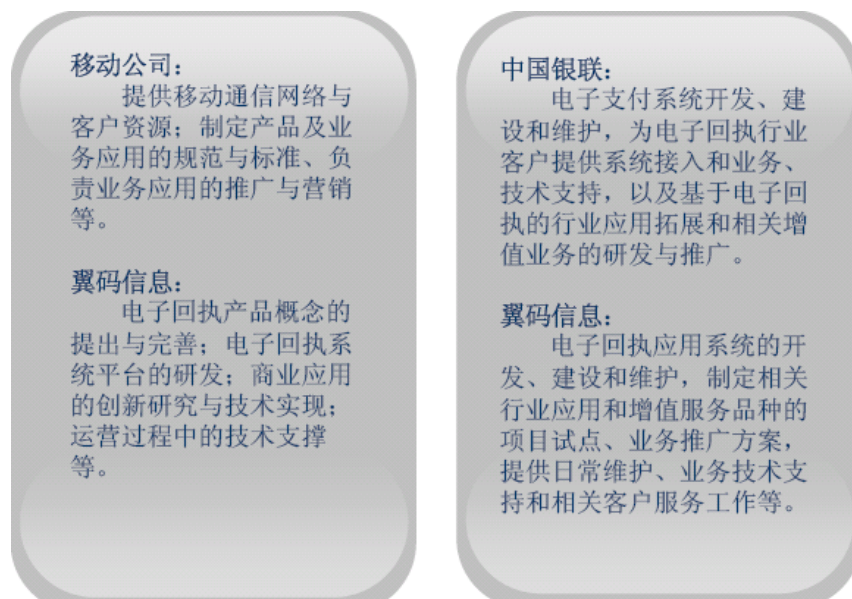 移动公司：
提供移动通信网络与
客户资源；制定产品及业
务应用的规范与标准、负
责业务应用的推广与营销
等。
翼码信息：
电子回执产品概念的
提出与完善；电子回执系
统平台的研发；商业应用
的创新研究与技术实现；
运营过程中的技术支撑
等。
中国银联：
电子支付系统开发、建
设和维护，为电子回执行业
客户提供系统接入和业务、
技术支持，以及基于电子回
执的行业应用拓展和相关增
值业务的研发与推广。
翼码信息：
电子回执应用系统的开
发、建设和维护，制定相关
行业应用和增值服务品种的
项目试点、业务推广方案，
提供日常维护、业务技术支
持和相关客户服务工作等。